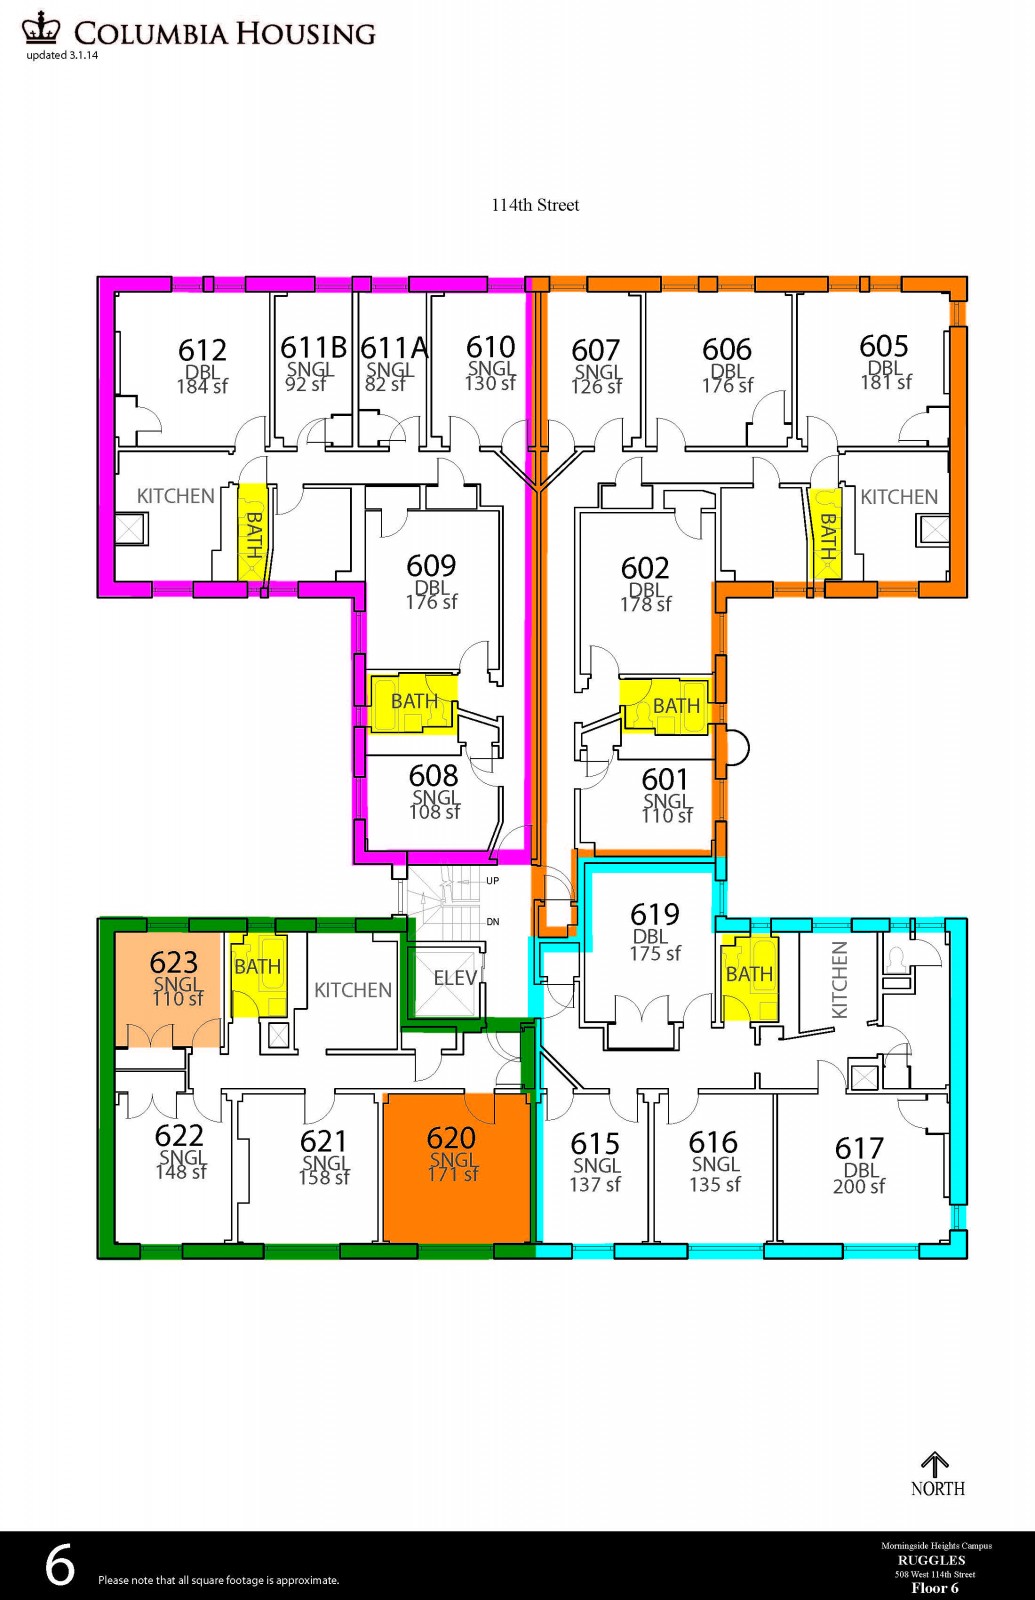 COLUMBIA HOUSING
updated 3.1.14
114th Street
612
DBL
184 sf
611B
SNGL
92 sf
611A
SNGL
82 sf
610
SNGL
130 sf
607
SNGL
126 sf
606
DBL
176 sf
605
DBL
181 sf
KITCHEN
BATH
609
DBL
176 sf
602
DBL
178 sf
BATH
KITCHEN
BATH
BATH
608
SNGL
108 sf
601
SNGL
110 sf
UP
DN
ELEV
623
SNGL
110 sf
BATH
KITCHEN
619
DBL
175 sf
BATH
KITCHEN
622
SNGL
148 sf
621
SNGL
158 sf
620
SNGL
171 sf
615
SNGL
137 sf
616
SNGL
135 sf
617
DBL
200 sf
NORTH
6
Please note that all square footage is approximate.
Morningside Heights Campus
RUGGLES
508 West 114th Street
Floor 6